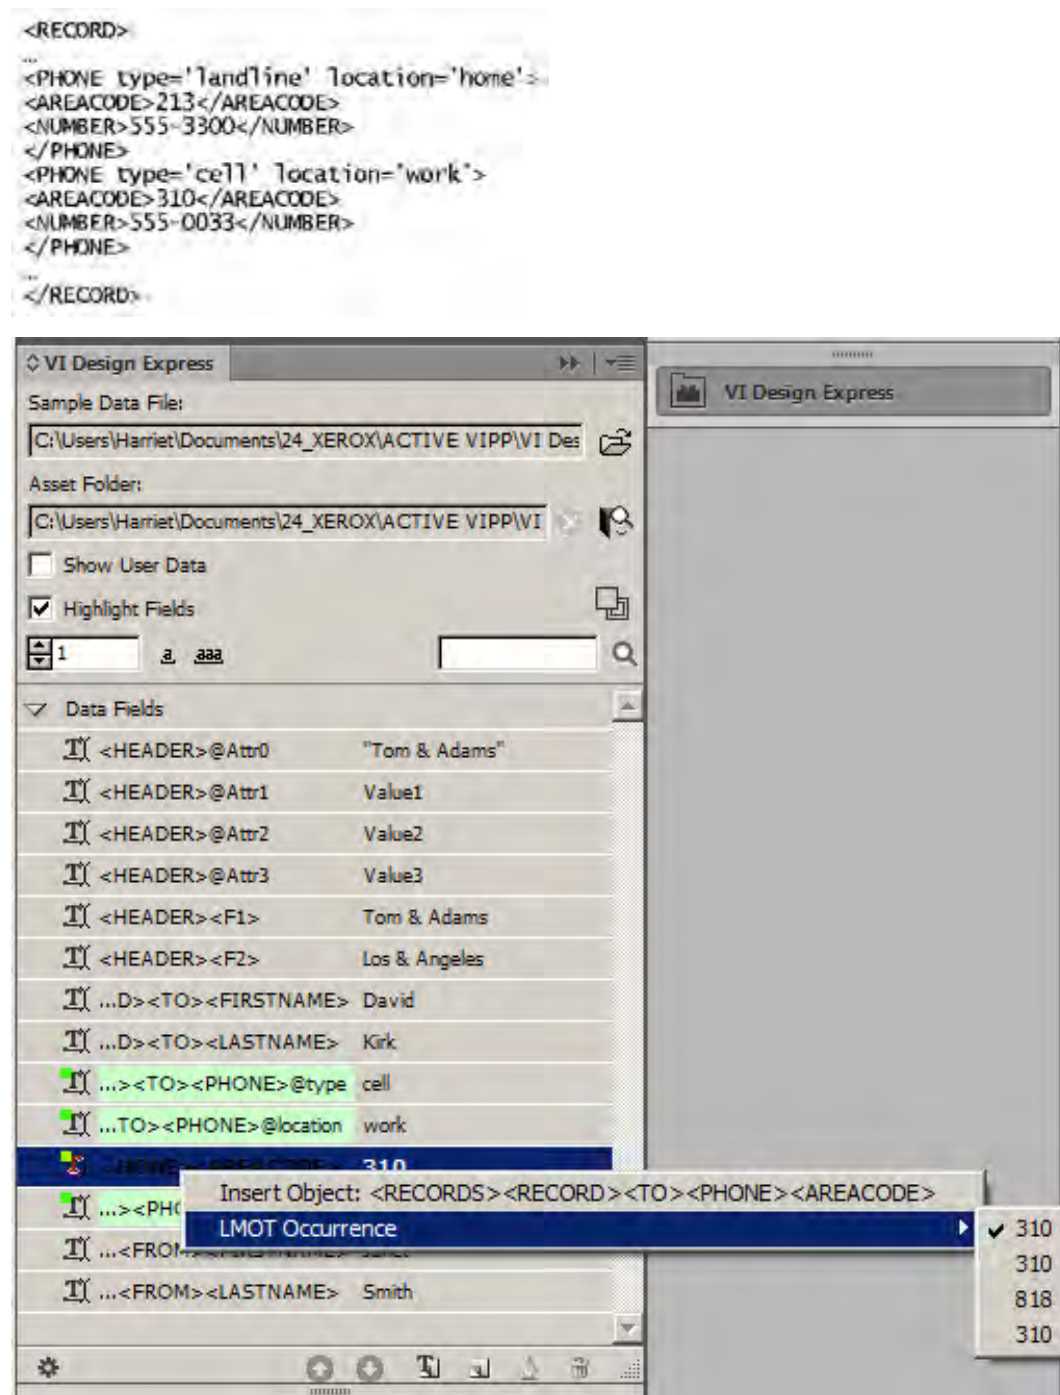 <RECORD>
...
<PHONE type='landline' location='home'>
<AREACODE>213</AREACODE>
<NUMBER>555-3300</NUMBER>
</PHONE>
<PHONE type='cell' location='work'>
<AREACODE>310</AREACODE>
<NUMBER>555-0033</NUMBER>
</PHONE>
...
</RECORD>
VI Design Express
VI Design Express
Sample Data File:
C:\Users\Harriet\Documents\24_XEROX\ACTIVE VIPP\VI Des
Asset Folder:
C:\Users\Harriet\Documents\24_XEROX\ACTIVE VIPP\VI
Show User Data
Highlight Fields
1 a aaa
Data Fields
<HEADER>@Attr0 "Tom & Adams"
<HEADER>@Attr1 Value1
<HEADER>@Attr2 Value2
<HEADER>@Attr3 Value3
<HEADER><F1> Tom & Adams
<HEADER><F2> Los & Angeles
...D><TO><FIRSTNAME> David
...D><TO><LASTNAME> Kirk
...><TO><PHONE>@type cell
...TO><PHONE>@location work
310
Insert Object: <RECORDS><RECORD><TO><PHONE><AREACODE>
...><PHO
LMOT Occurrence
310
310
818
310
...<FROM>
...<FROM><LASTNAME> Smith